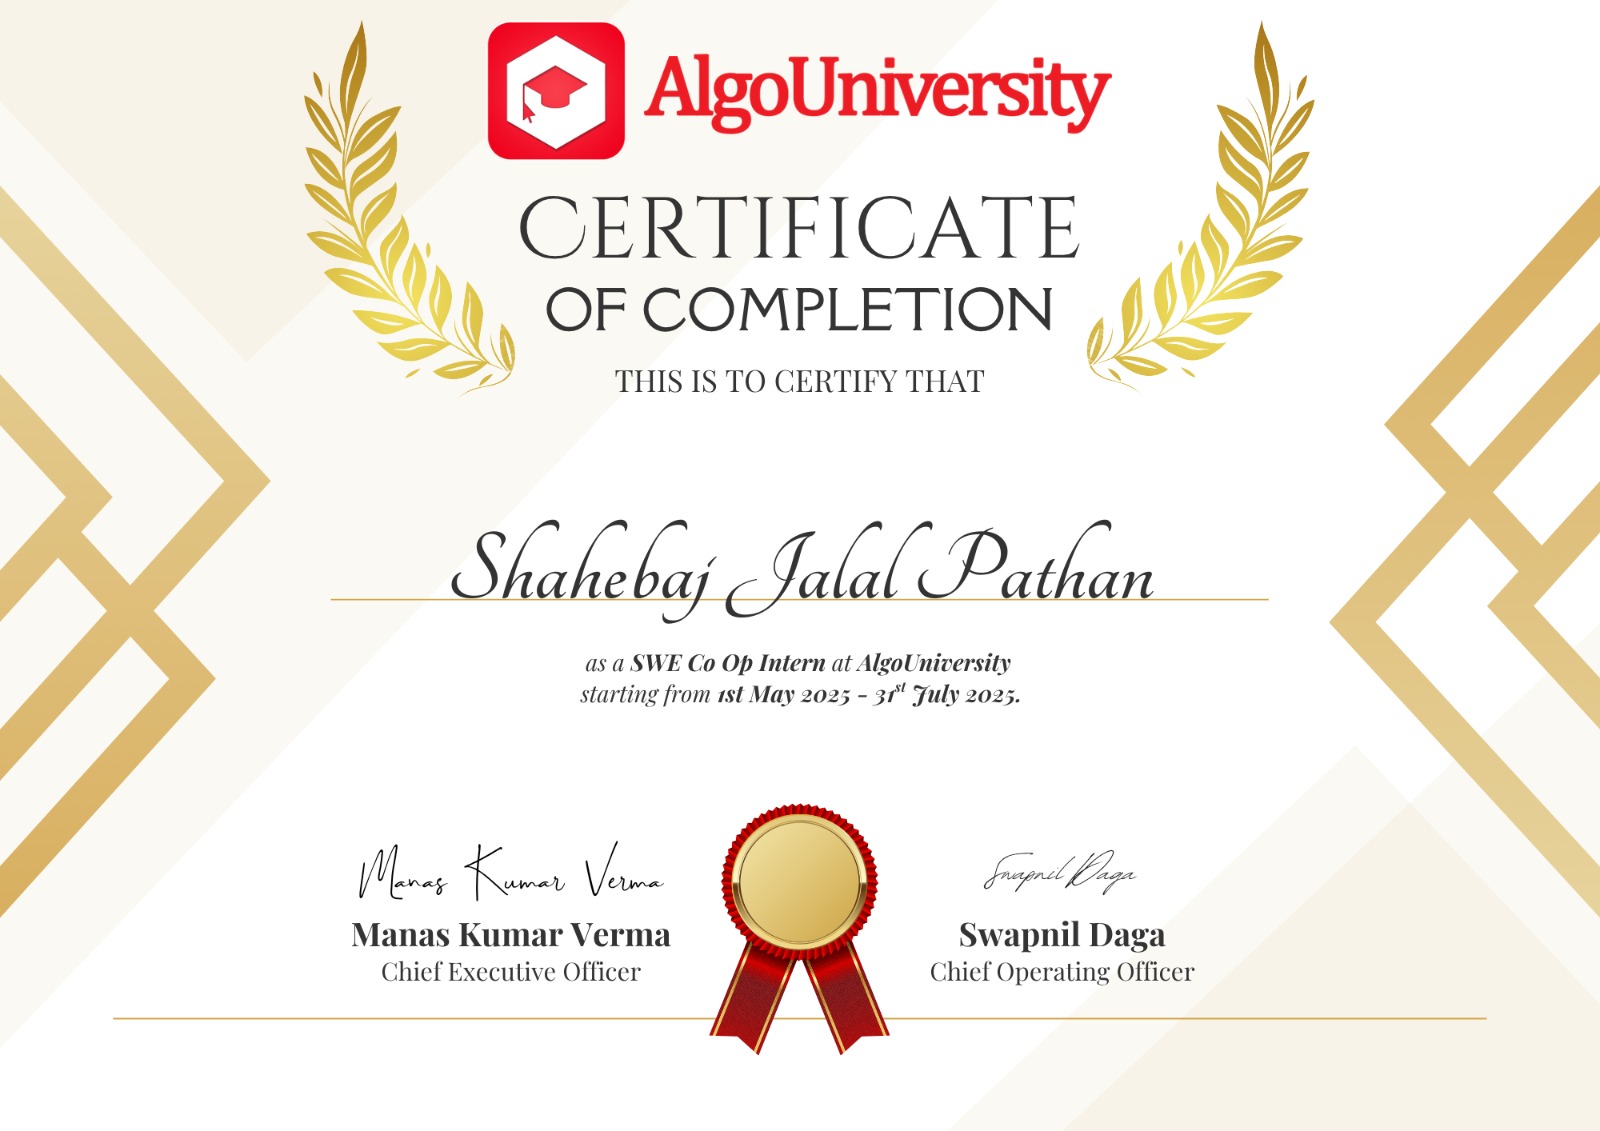 AlgoUniversity
CERTIFICATE
OF COMPLETION
THIS IS TO CERTIFY THAT
Shahebaj Jalal Pathan
as a SWE Co Op Intern at AlgoUniversity
starting from 1st May 2025 - 31st July 2025.
Manas Kumar Verma
Swapnil Daga
Manas Kumar Verma
Swapnil Daga
Chief Executive Officer
Chief Operating Officer